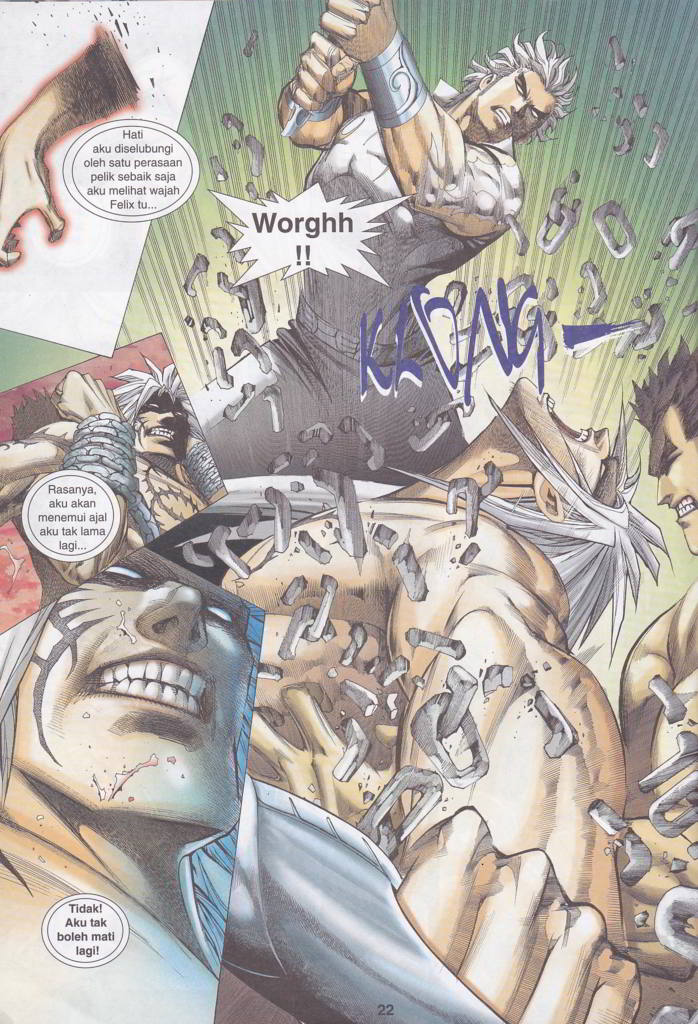 Hati
aku diselubungi
oleh satu perasaan
pelik sebaik saja
aku melihat wajah
Felix tu...
Worghh
!!
KLONG—
Rasanya,
aku akan
menemui ajal
aku tak lama
lagi...
Tidak!
Aku tak
boleh mati
lagi!
22